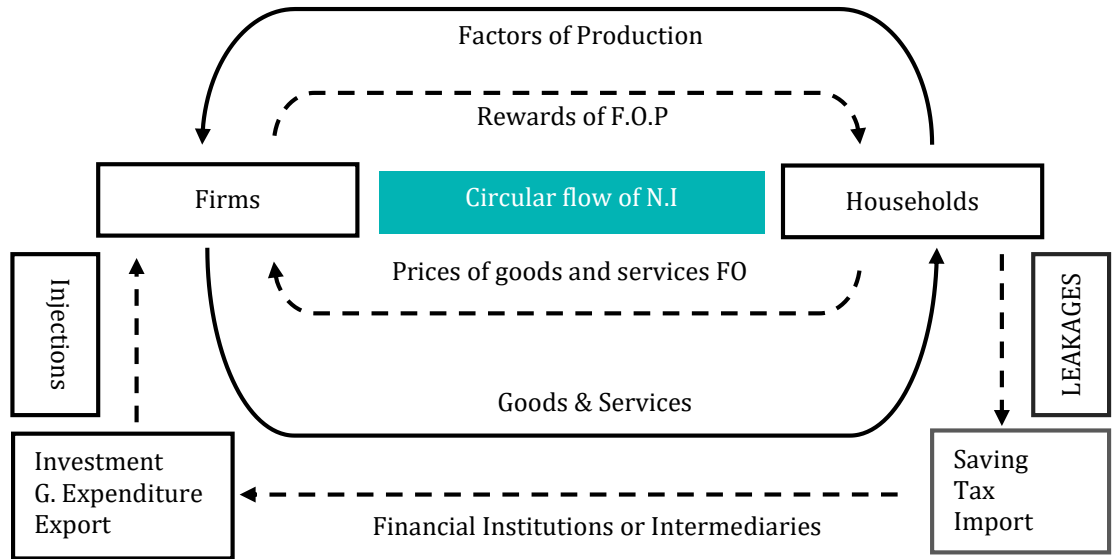 Factors of Production
Rewards of F.O.P
Firms
Circular flow of N.I
Households
Prices of goods and services FO
Injections
LEAKAGES
Goods & Services
Investment
G. Expenditure
Export
Saving
Tax
Import
Financial Institutions or Intermediaries